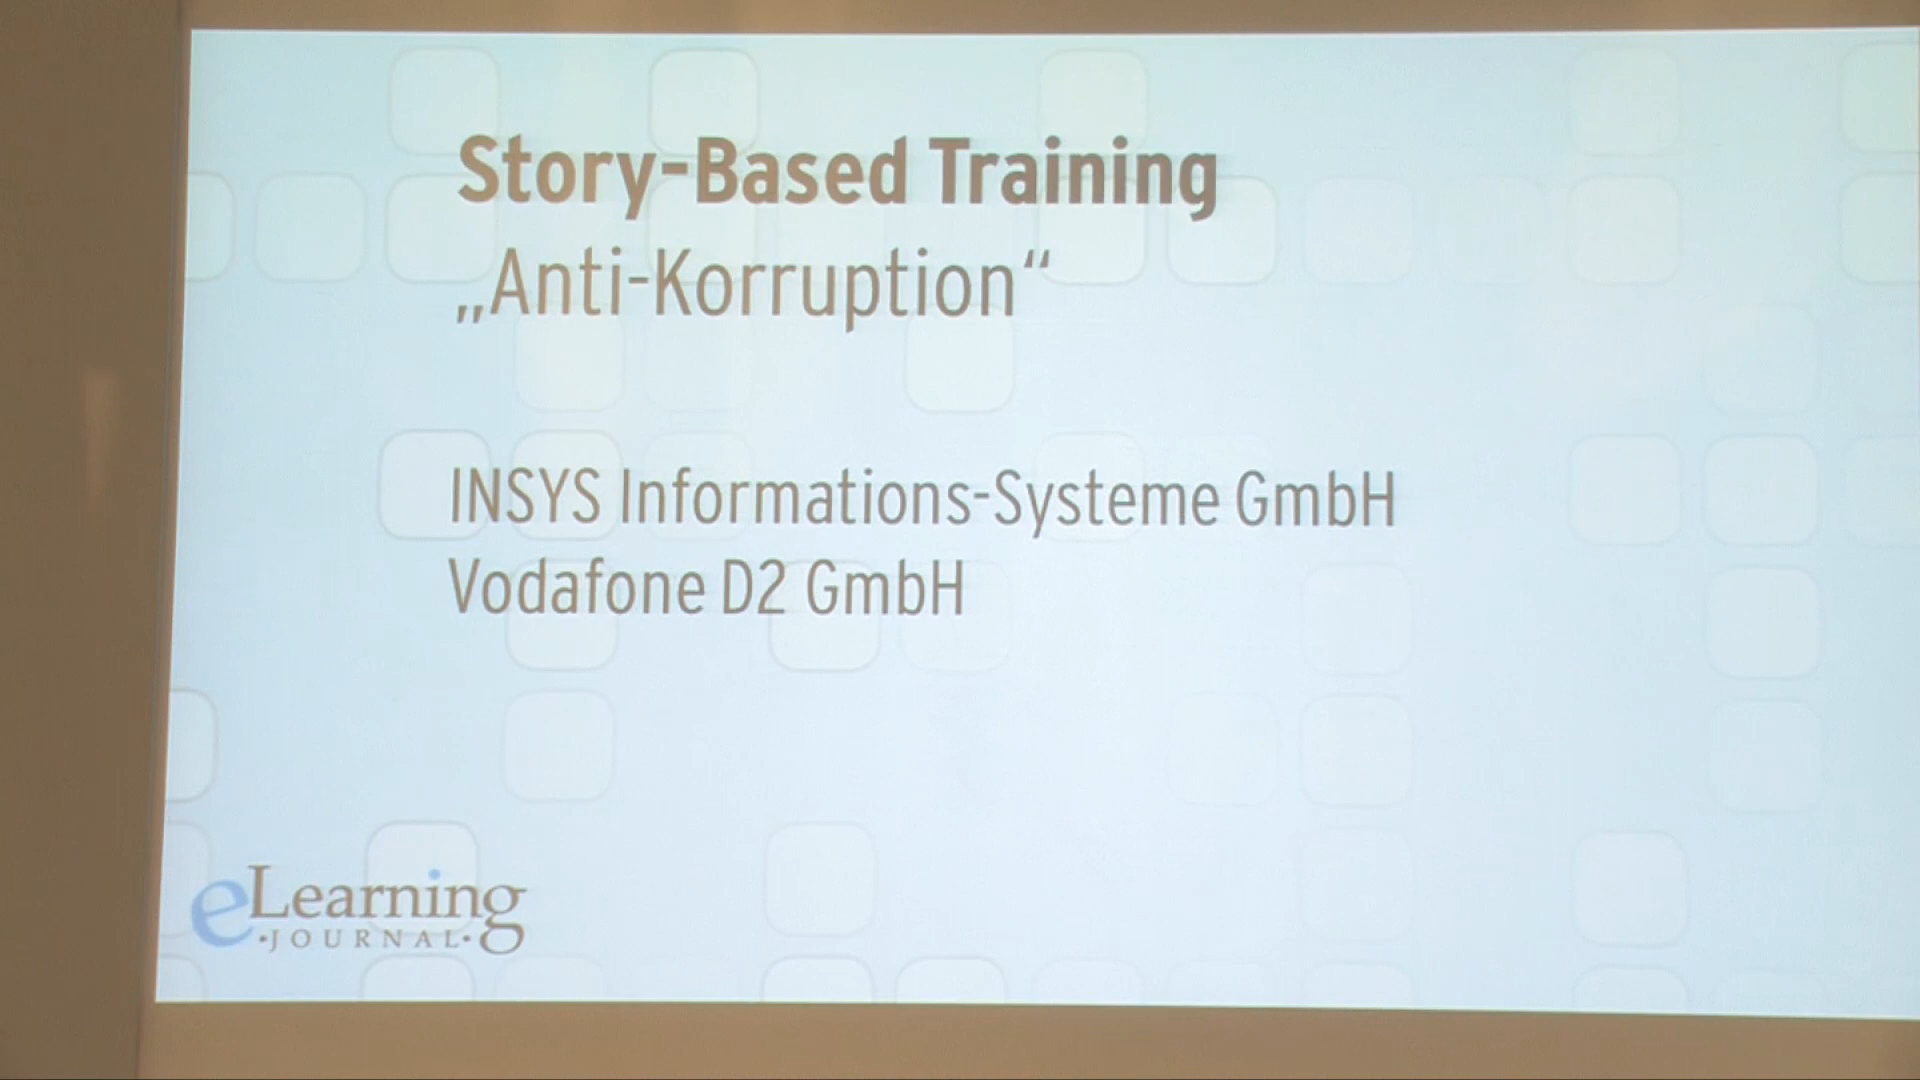 Story-Based Training
„Anti-Korruption“
INSYS Informations-Systeme GmbH
Vodafone D2 GmbH
eLearning
•JOURNAL•